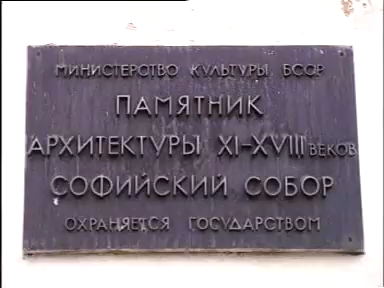 МИНИСТЕРСТВО КУЛЬТУРЫ БССР
ПАМЯТНИК
АРХИТЕКТУРЫ XI-XVIII ВЕКОВ
СОФИЙСКИЙ СОБОР
ОХРАНЯЕТСЯ ГОСУДАРСТВОМ